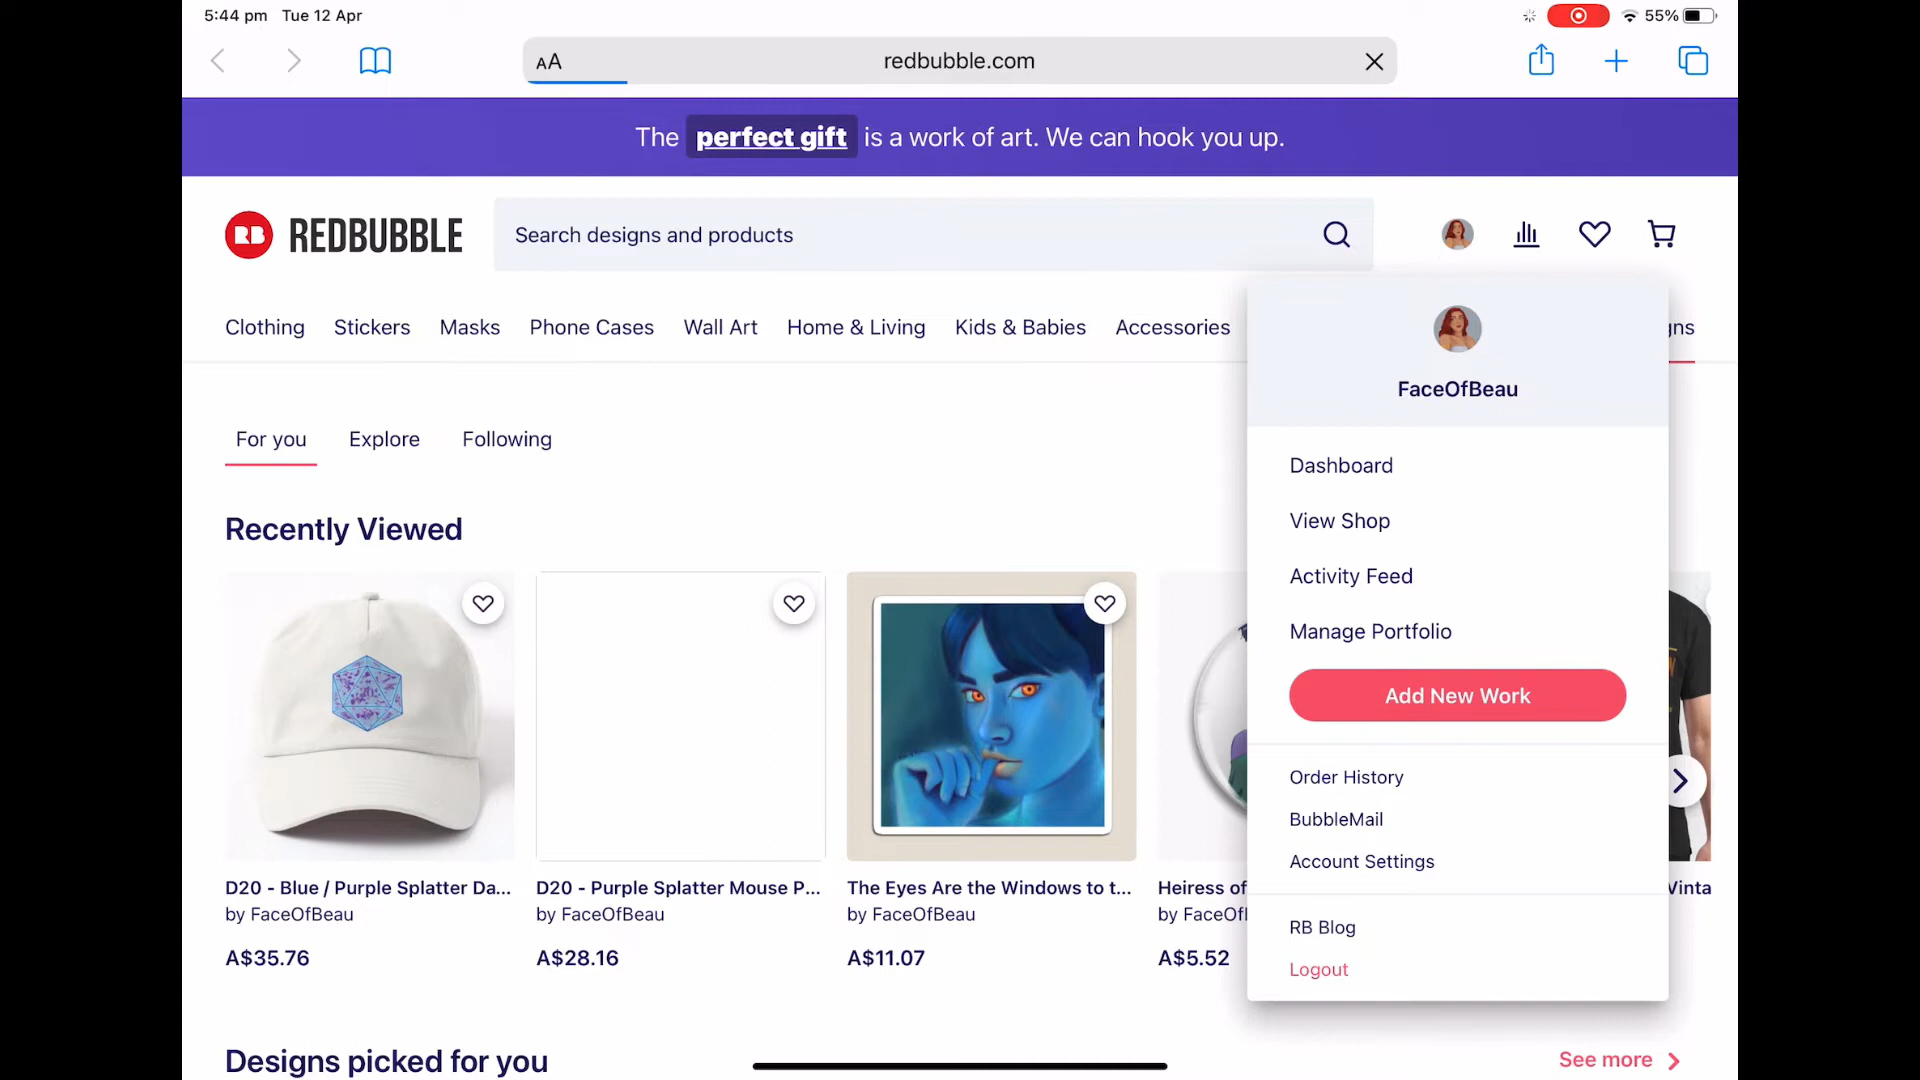 5:44 pm Tue 12 Apr
55%
AA
redbubble.com
The perfect gift is a work of art. We can hook you up.
RB REDBUBBLE
Search designs and products
Clothing Stickers Masks Phone Cases Wall Art Home & Living Kids & Babies Accessories
FaceOfBeau
Dashboard
View Shop
Activity Feed
Manage Portfolio
Add New Work
Order History
BubbleMail
Account Settings
RB Blog
Logout
For you Explore Following
Recently Viewed
D20 - Blue / Purple Splatter Da...
by FaceOfBeau
A$35.76
D20 - Purple Splatter Mouse P...
by FaceOfBeau
A$28.16
The Eyes Are the Windows to t...
by FaceOfBeau
A$11.07
Heiress of
by FaceOf
A$5.52
Designs picked for you
See more